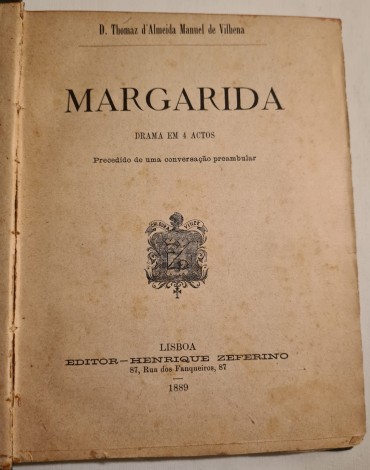 D. Thomaz d'Almeida Manuel de Vilhena
MARGARIDA
DRAMA EM 4 ACTOS
Precedido de uma conversação preambular
LISBOA
EDITOR—HENRIQUE ZEFERINO
87, Rua dos Fanqueiros, 87
1889